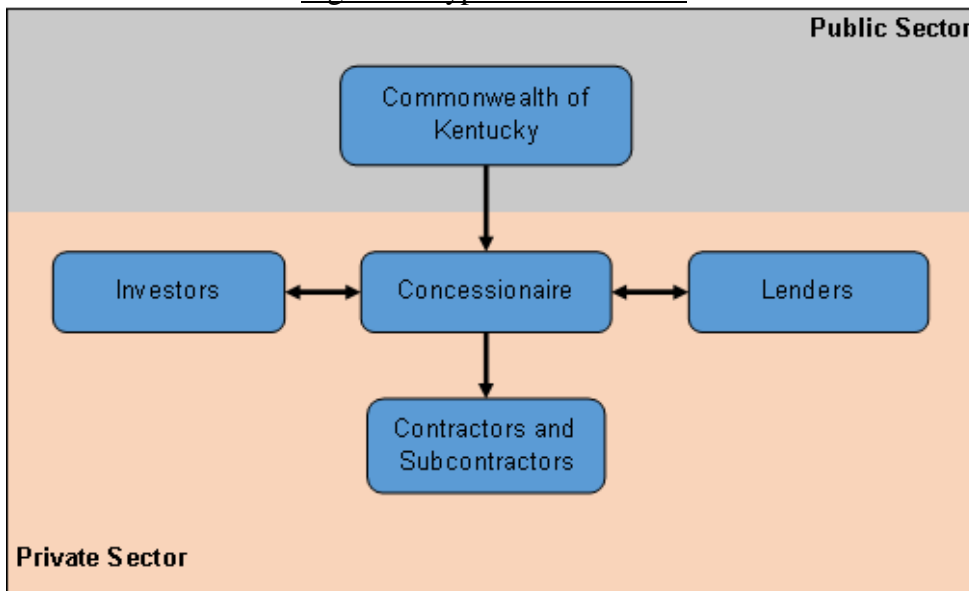 Public Sector
Commonwealth of
Kentucky
Investors
Concessionaire
Lenders
Contractors and
Subcontractors
Private Sector